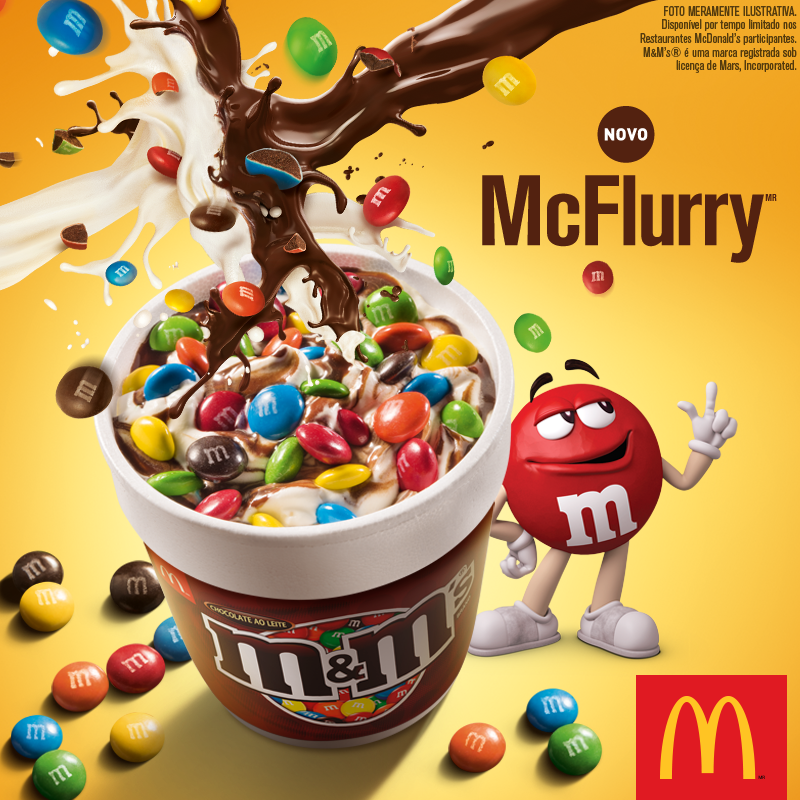 FOTO MERAMENTE ILUSTRATIVA.
Disponível por tempo limitado nos
Restaurantes McDonald's participantes.
M&M's® é uma marca registrada sob
licença de Mars, Incorporated.
NOVO
McFlurry MR
m
CHOCOLATE AO LEITE
m&m's